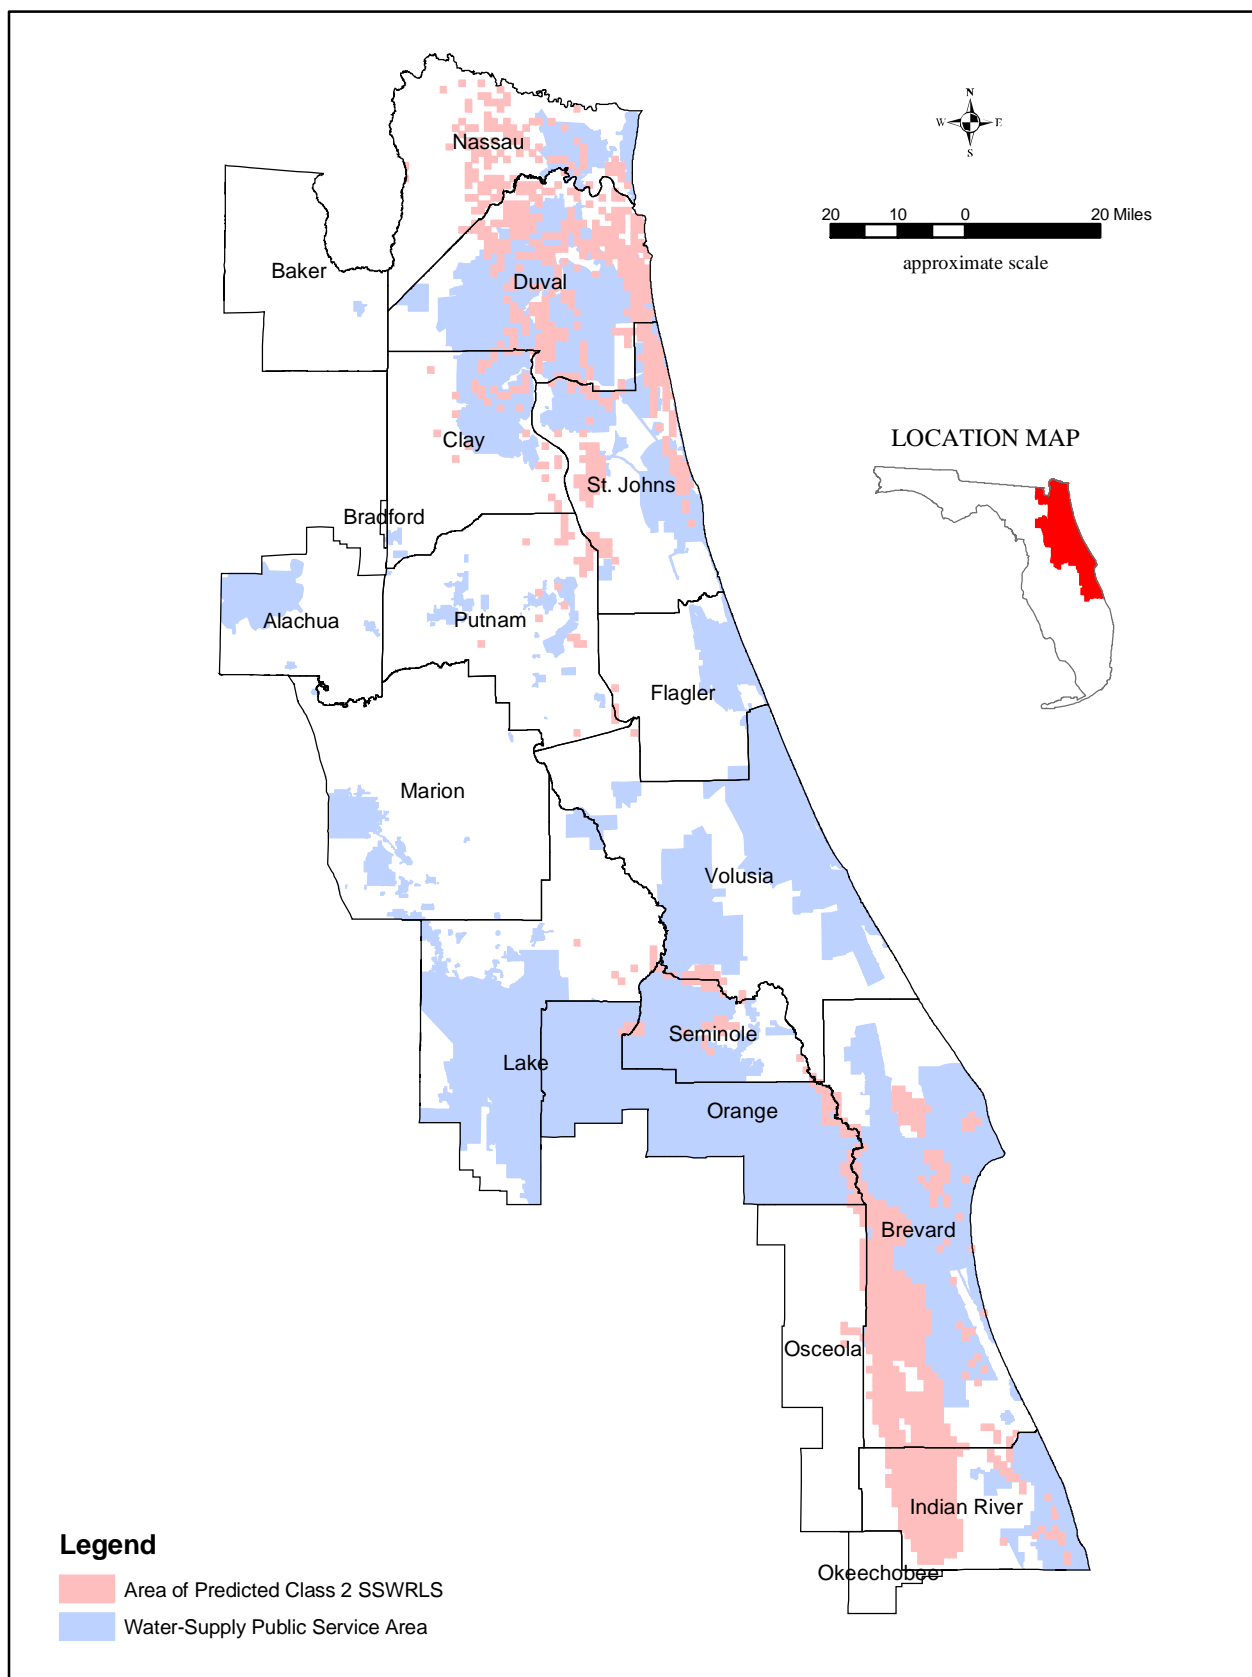 N
W E
S
Nassau
20 10 0 20 Miles
approximate scale
Baker
Duval
LOCATION MAP
Clay
St. Johns
Bradford
Alachua
Putnam
Flagler
Marion
Volusia
Seminole
Lake
Orange
Brevard
Osceola
Indian River
Okeechobee
Legend
Area of Predicted Class 2 SSWRLS
Water-Supply Public Service Area